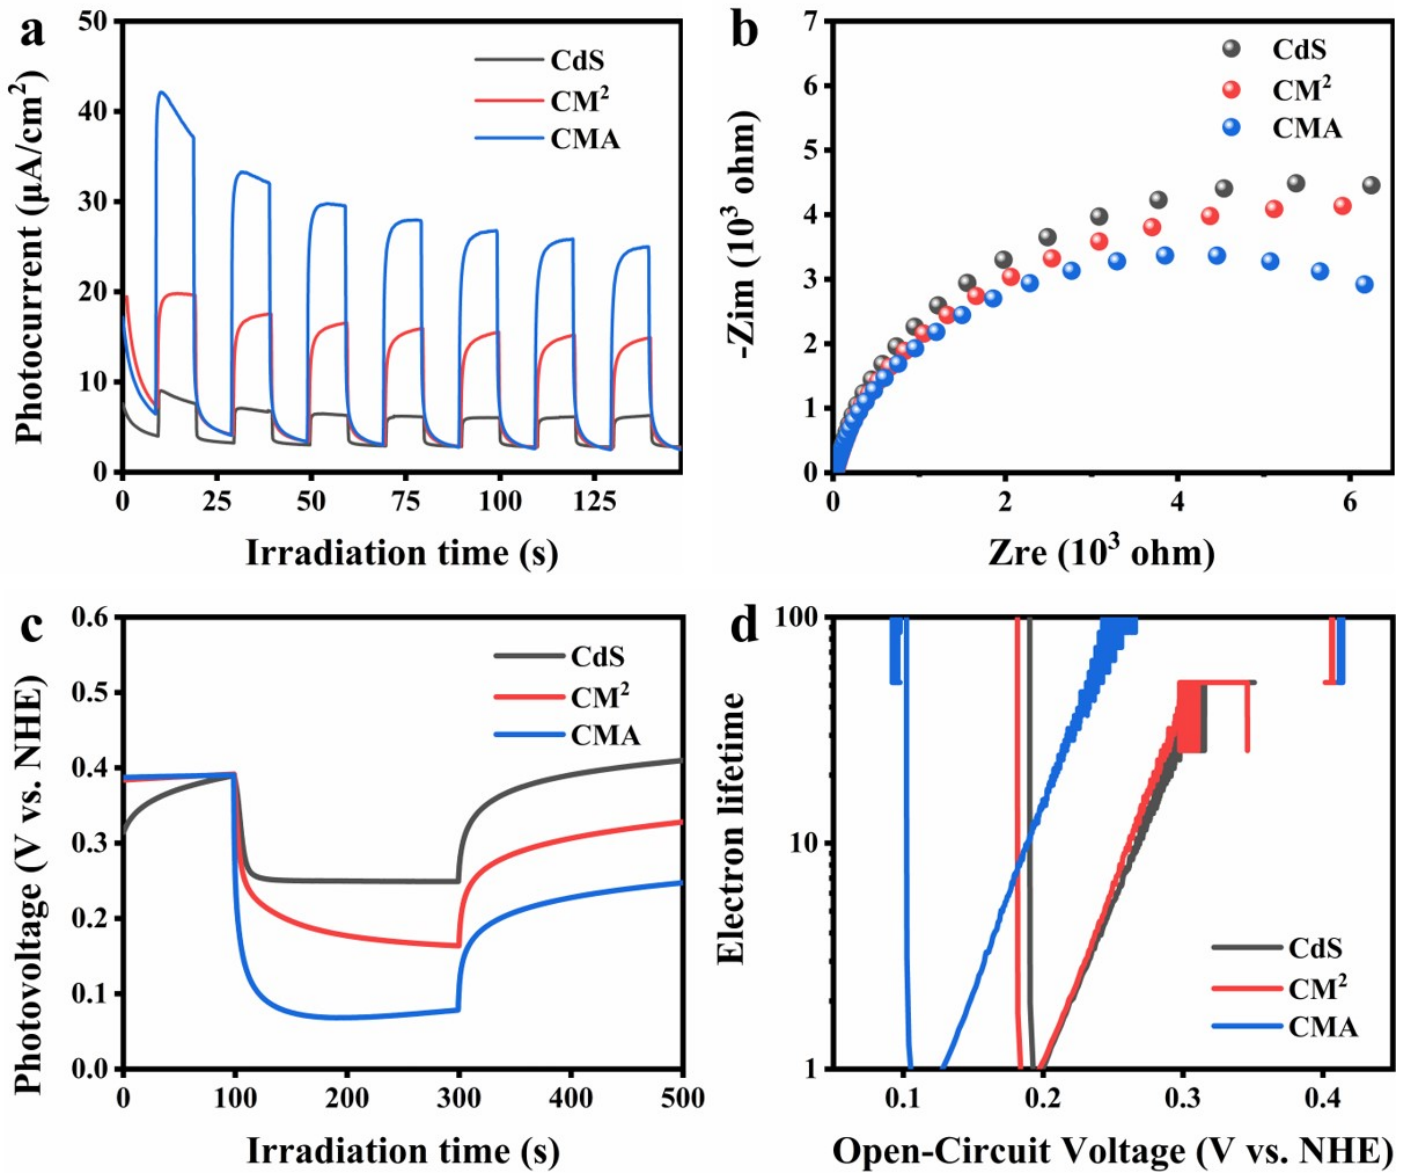 a
50
40
30
20
10
0
Photocurrent (μA/cm²)
CdS
CM²
CMA
0 25 50 75 100 125
Irradiation time (s)
b
7
6
5
4
3
2
1
0
-Zim (10³ ohm)
CdS
CM²
CMA
0 2 4 6
Zre (10³ ohm)
c
0.6
0.5
0.4
0.3
0.2
0.1
0.0
Photovoltage (V vs. NHE)
CdS
CM²
CMA
0 100 200 300 400 500
Irradiation time (s)
d
100
10
1
Electron lifetime
CdS
CM²
CMA
0.1 0.2 0.3 0.4
Open-Circuit Voltage (V vs. NHE)